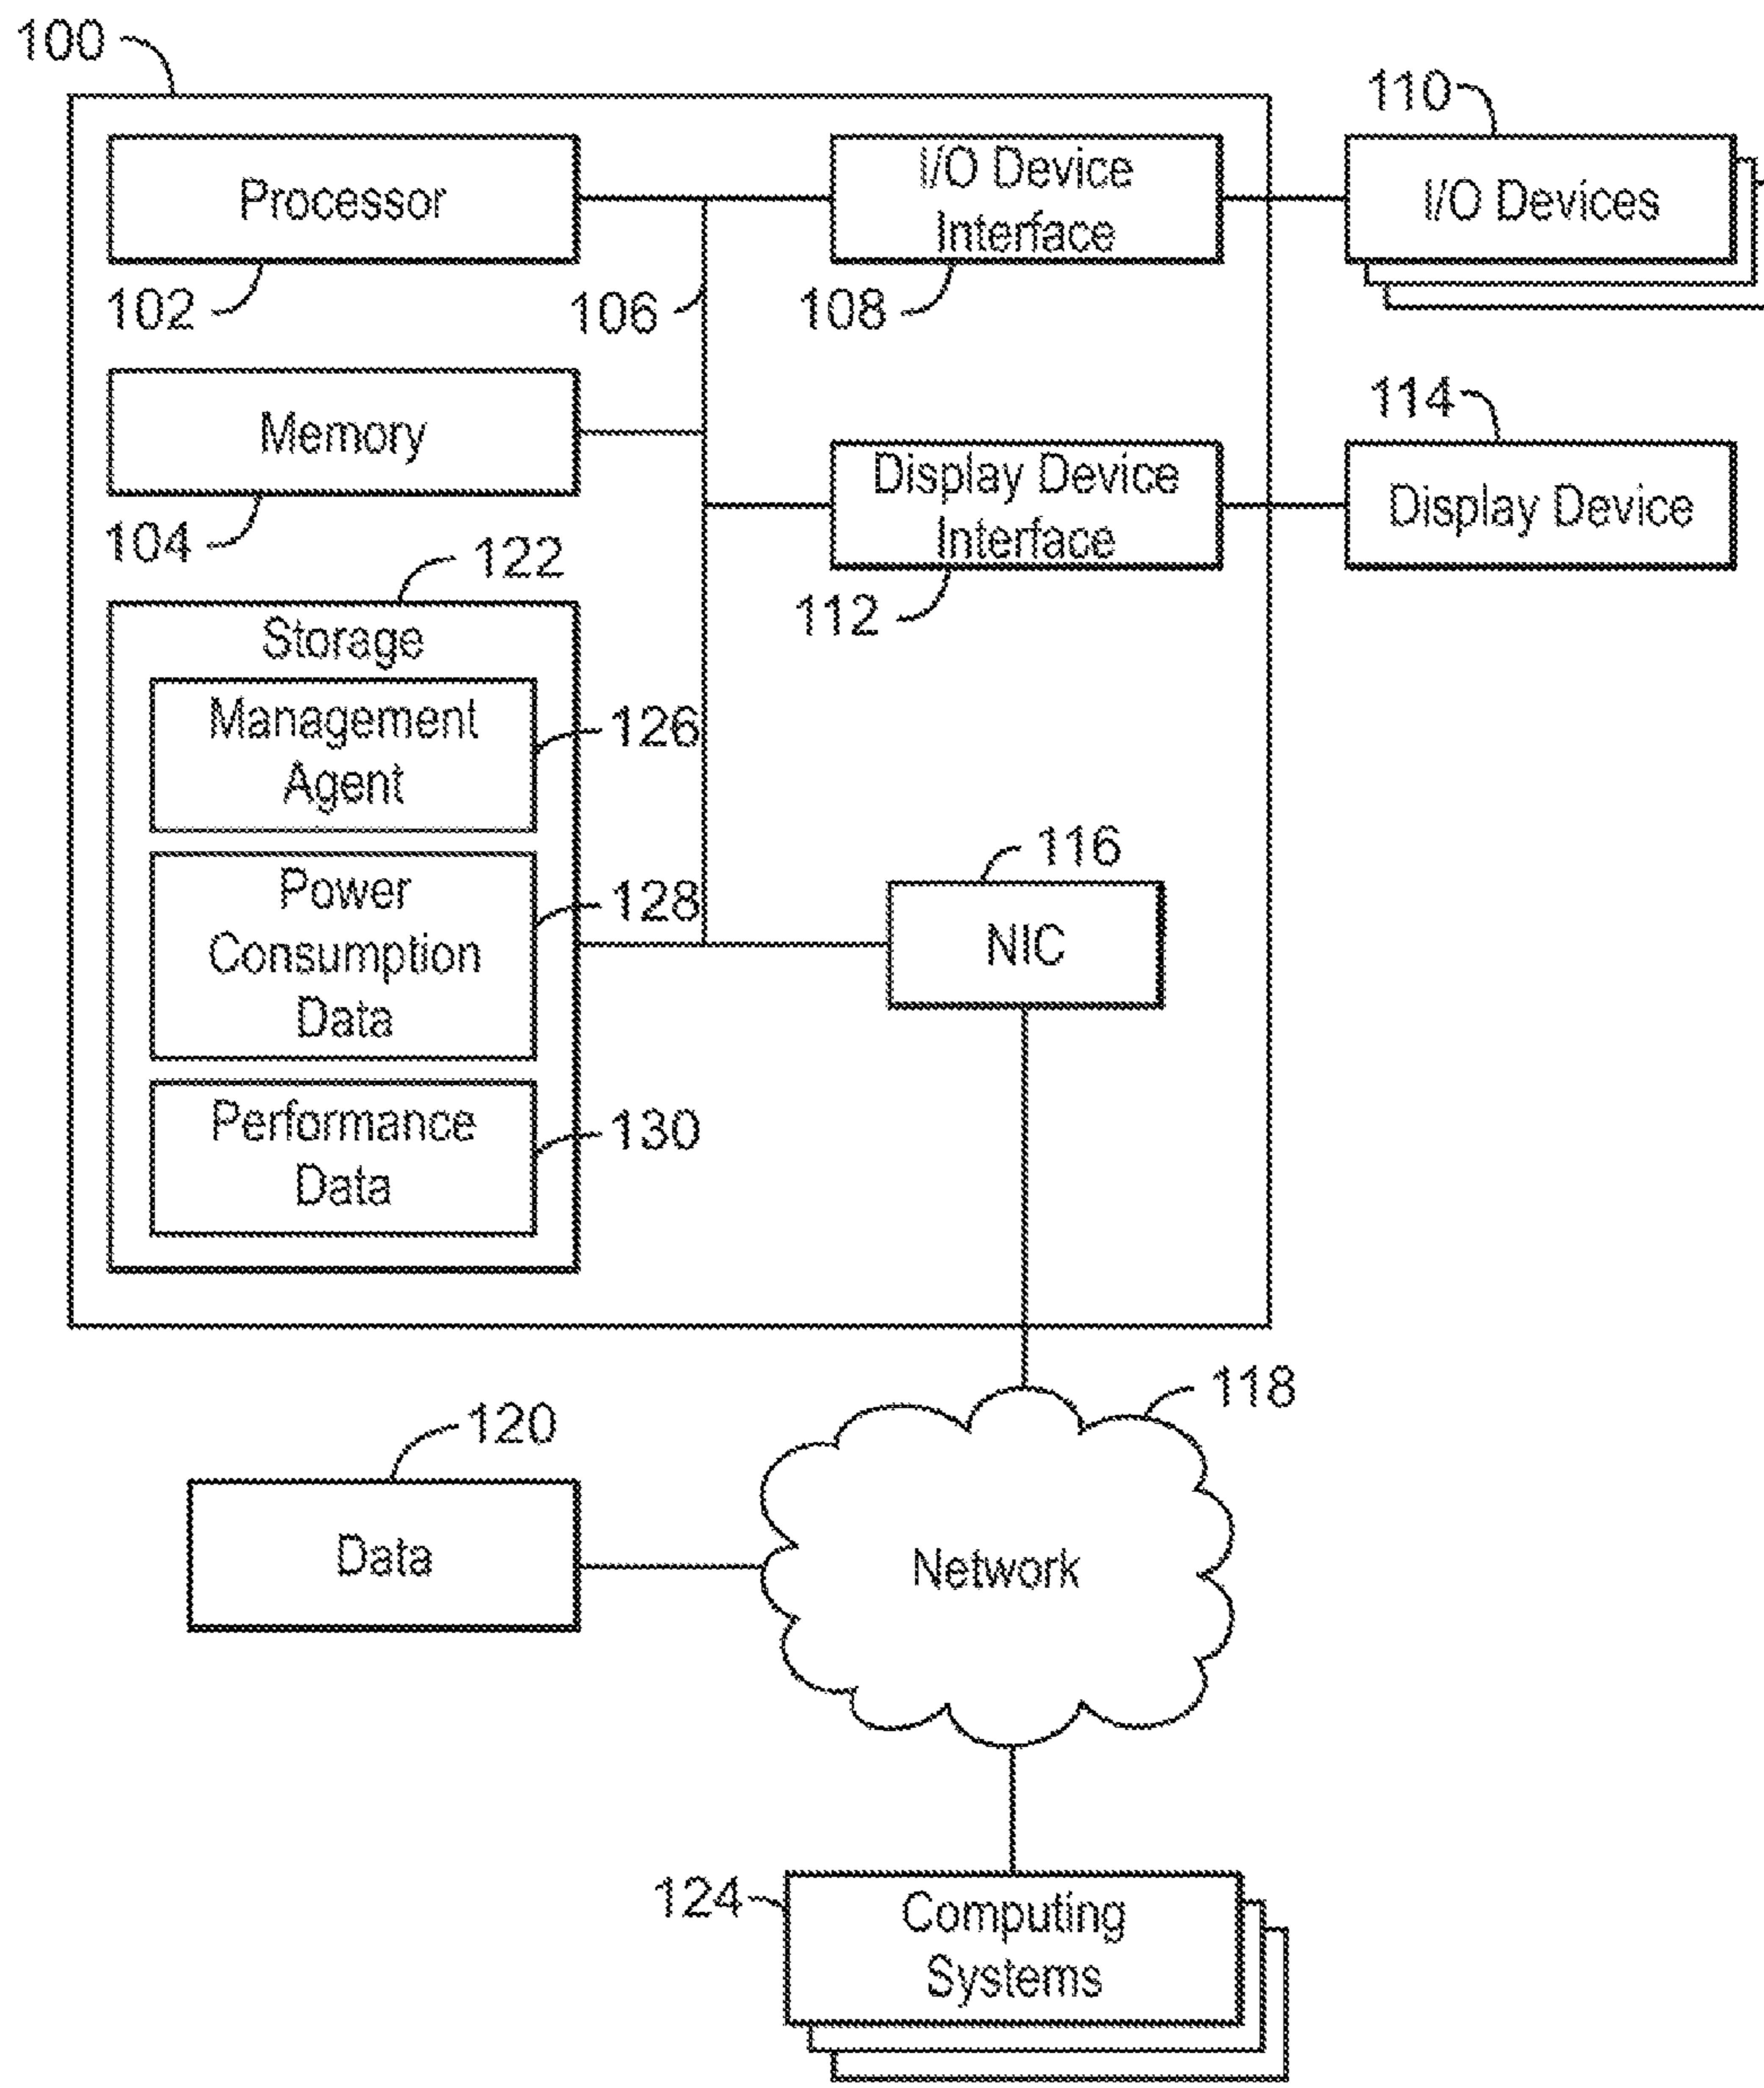 100
110
Processor
I/O Device
Interface
I/O Devices
102
106
108
114
Memory
Display Device
Interface
Display Device
104
122
112
Storage
Management
Agent
126
116
Power
Consumption
Data
128
NIC
Performance
Data
130
118
120
Data
Network
124
Computing
Systems